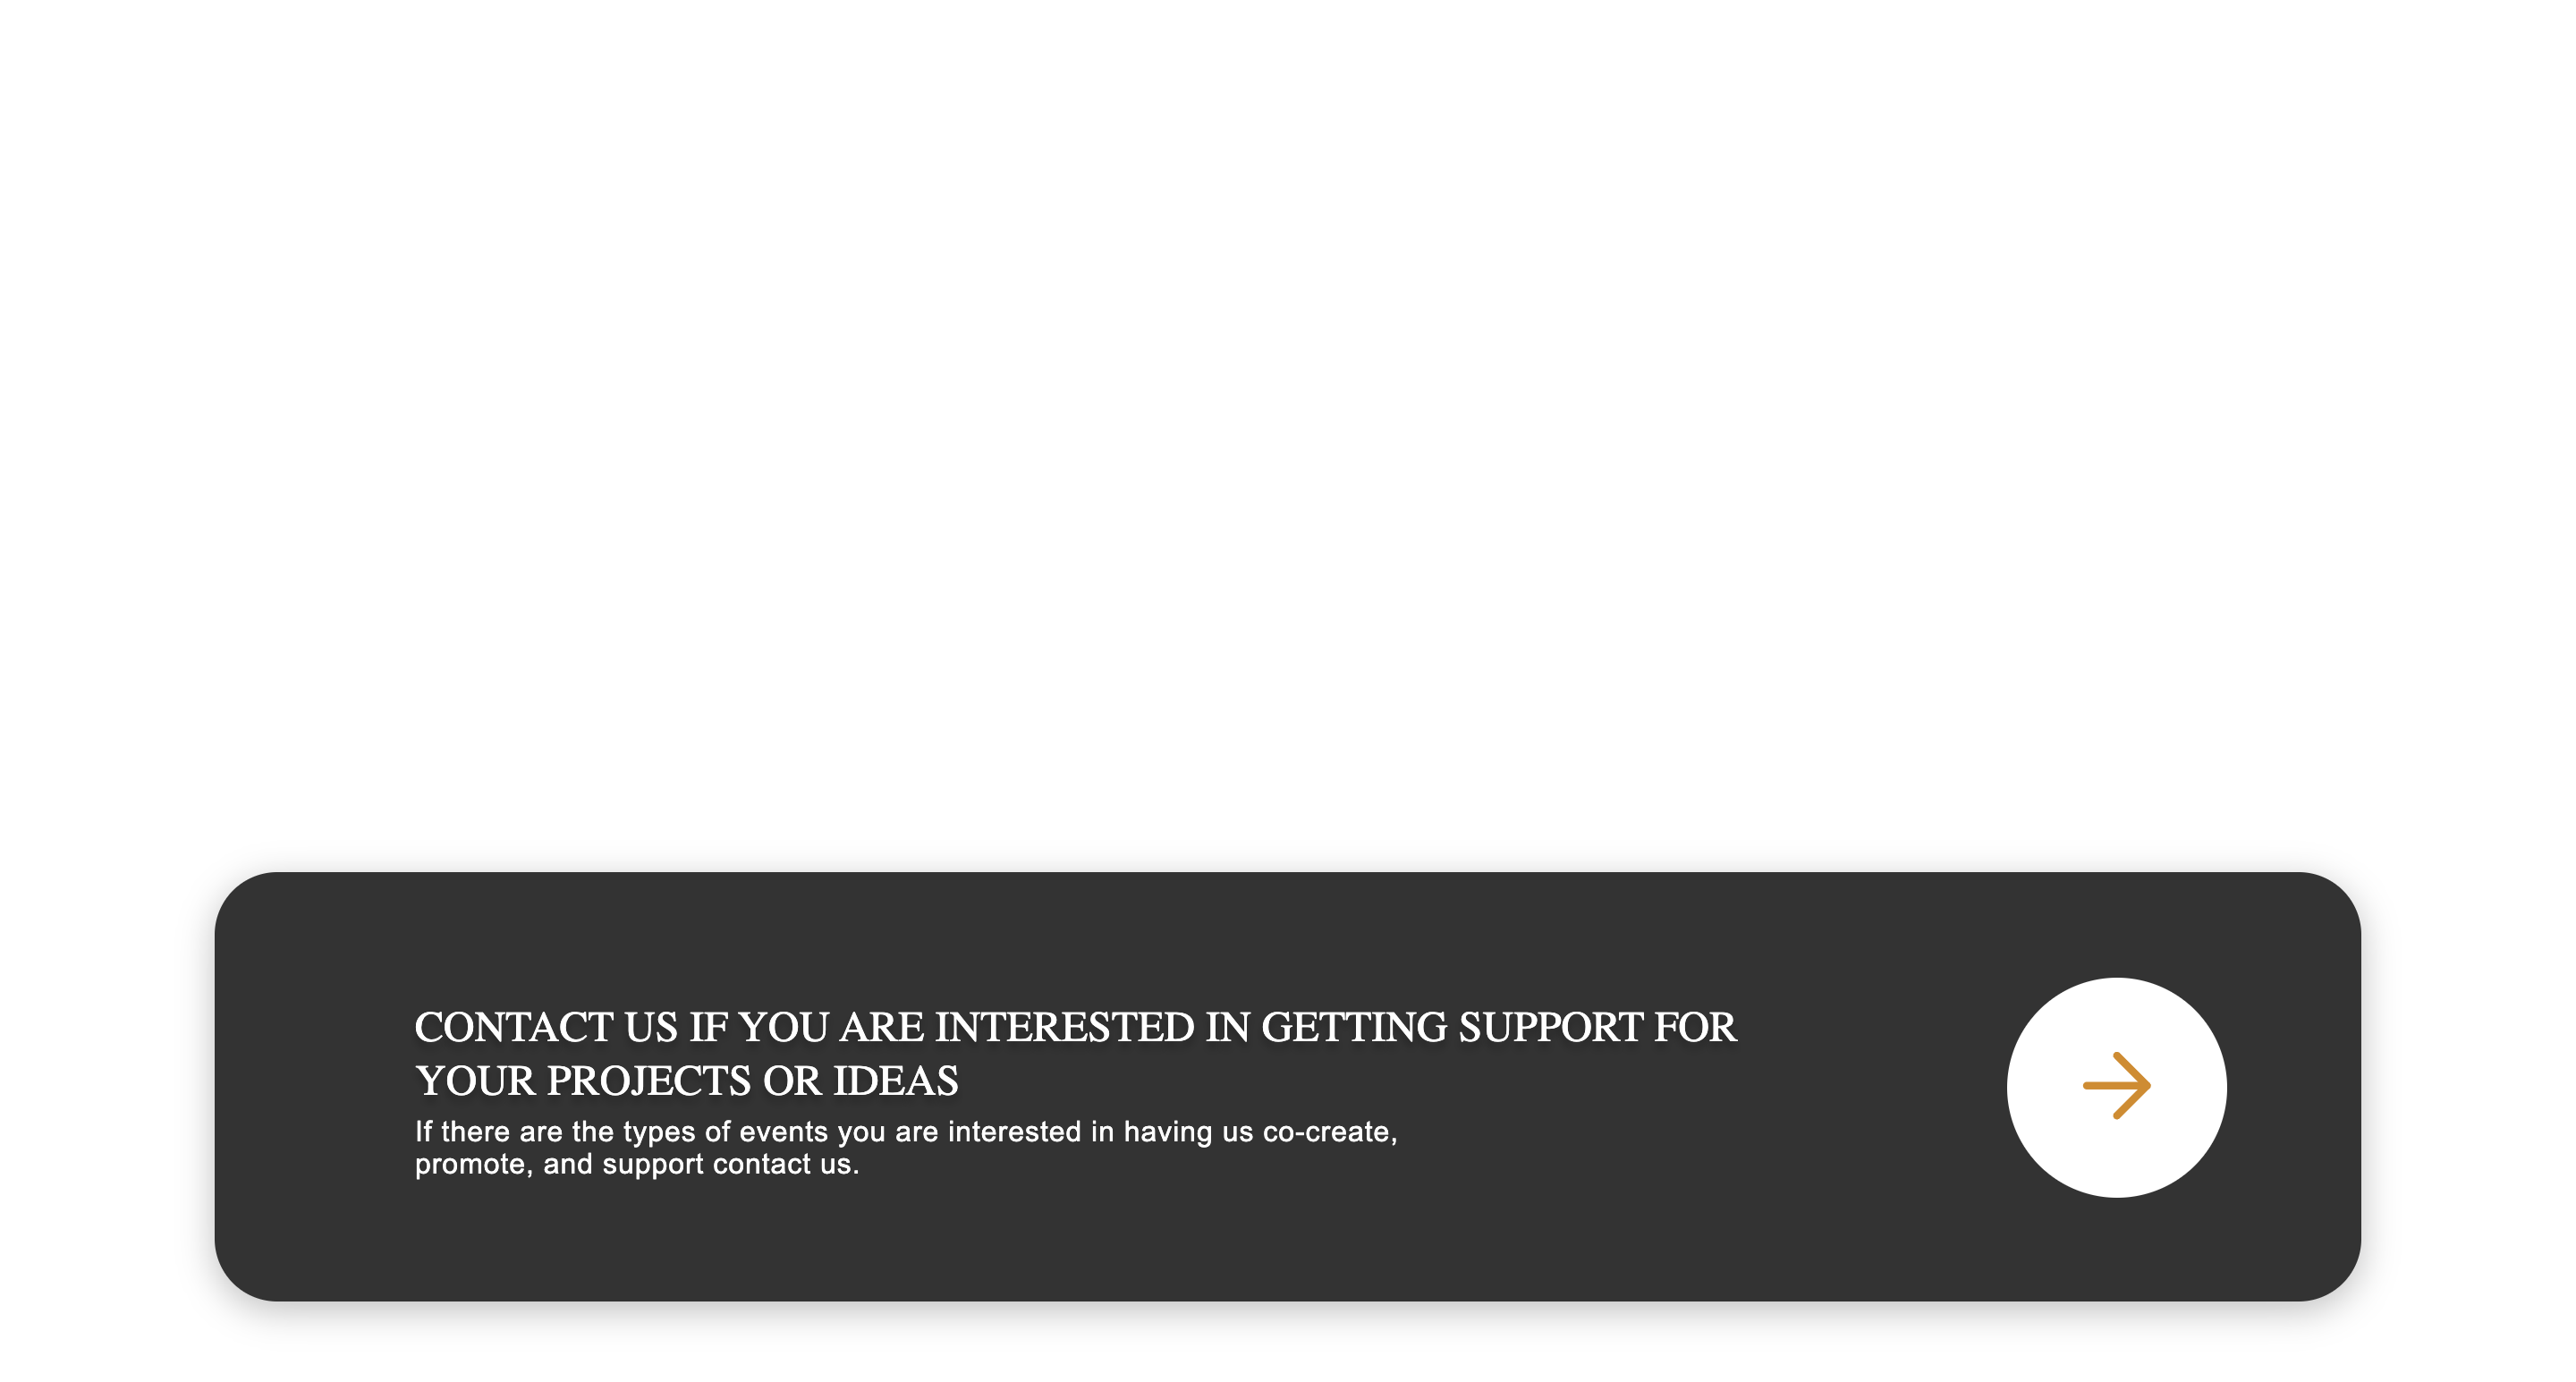 CONTACT US IF YOU ARE INTERESTED IN GETTING SUPPORT FOR
YOUR PROJECTS OR IDEAS
If there are the types of events you are interested in having us co-create,
promote, and support contact us.